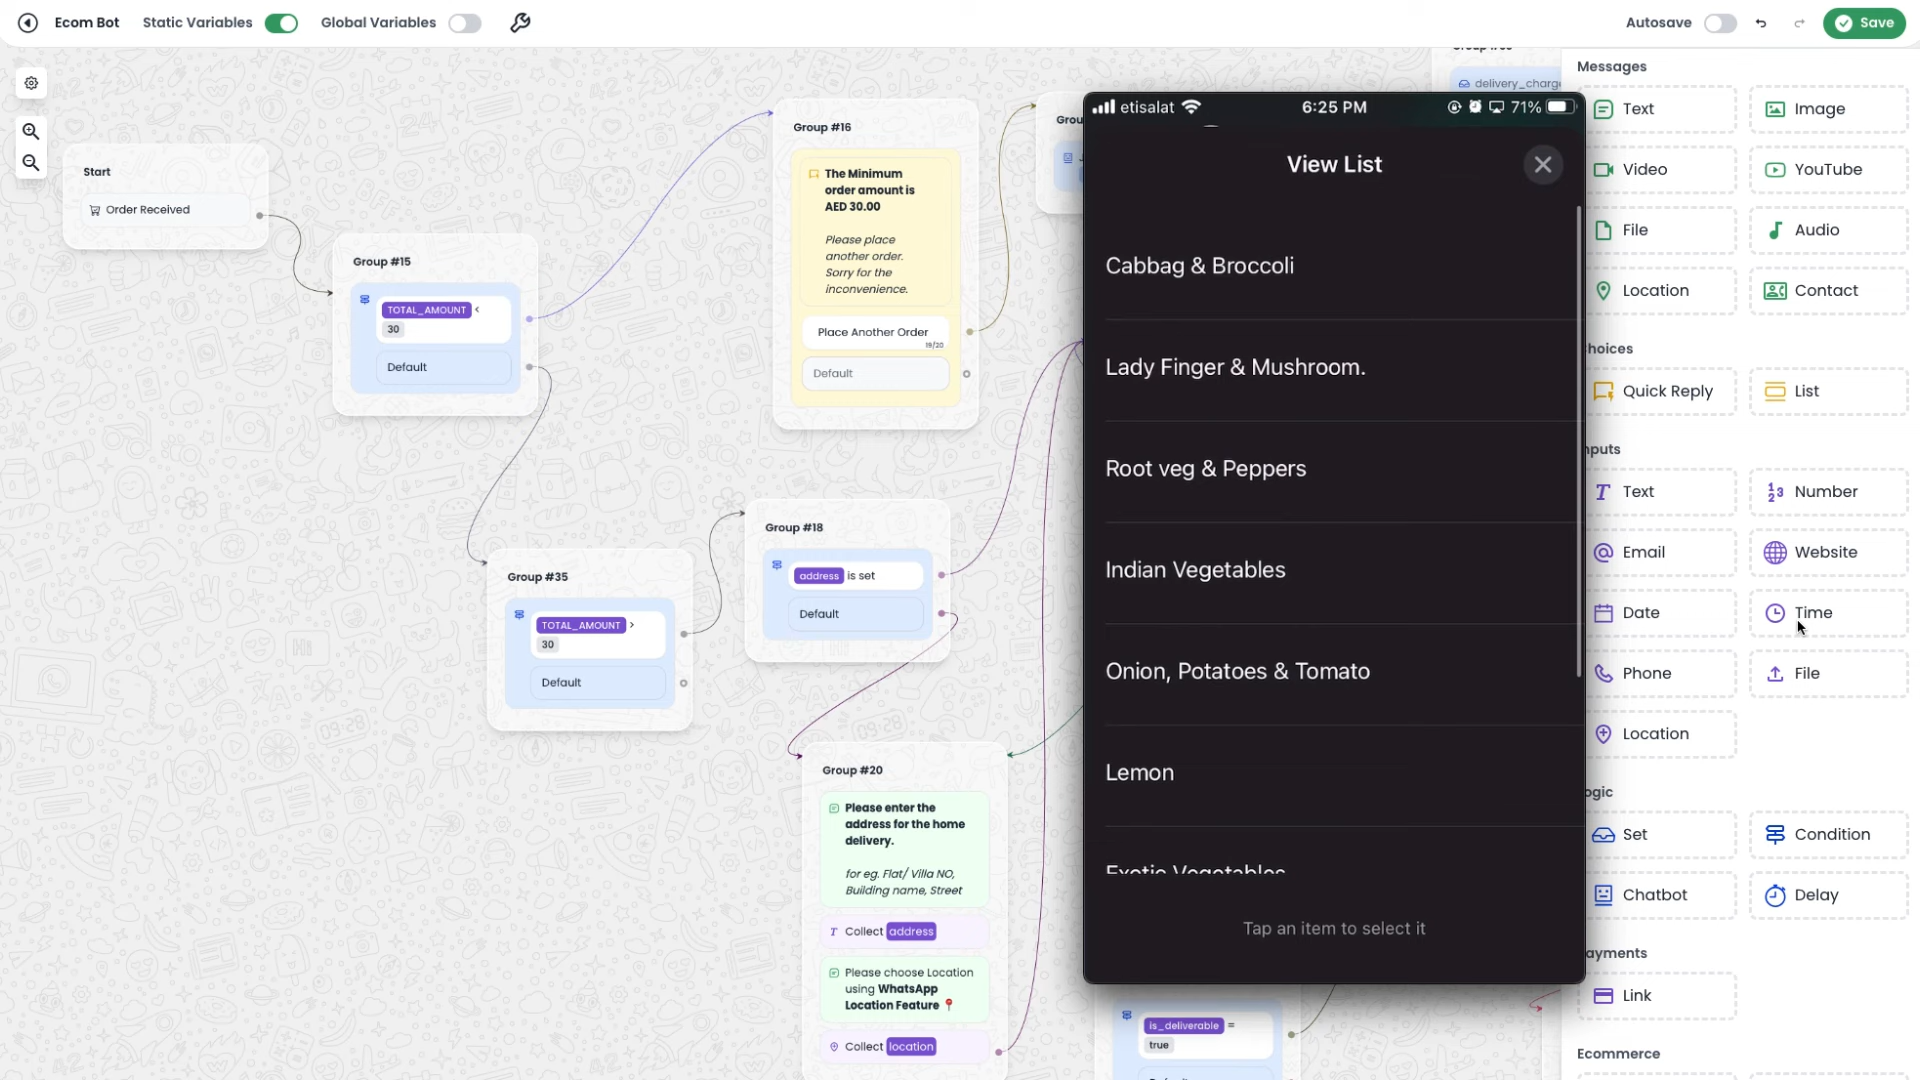 Ecom Bot
Static Variables
Global Variables
Autosave
Save
Start
Order Received
Group #15
TOTAL_AMOUNT <
30
Default
Group #16
The Minimum
order amount is
AED 30.00
Please place
another order.
Sorry for the
inconvenience.
Place Another Order
19/20
Default
Group #35
TOTAL_AMOUNT >
30
Default
Group #18
address is set
Default
Group #20
Please enter the
address for the home
delivery.
for eg. Flat/ Villa NO,
Building name, Street
Collect address
Please choose Location
using WhatsApp
Location Feature 📍
Collect location
delivery_charg
etisalat
6:25 PM
71%
View List
Cabbag & Broccoli
Lady Finger & Mushroom.
Root veg & Peppers
Indian Vegetables
Onion, Potatoes & Tomato
Lemon
Exotic Vegetables
Tap an item to select it
is_deliverable =
true
Messages
Text
Image
Video
YouTube
File
Audio
Location
Contact
hoices
Quick Reply
List
nputs
Text
Number
Email
Website
Date
Time
Phone
File
Location
ogic
Set
Condition
Chatbot
Delay
ayments
Link
Ecommerce